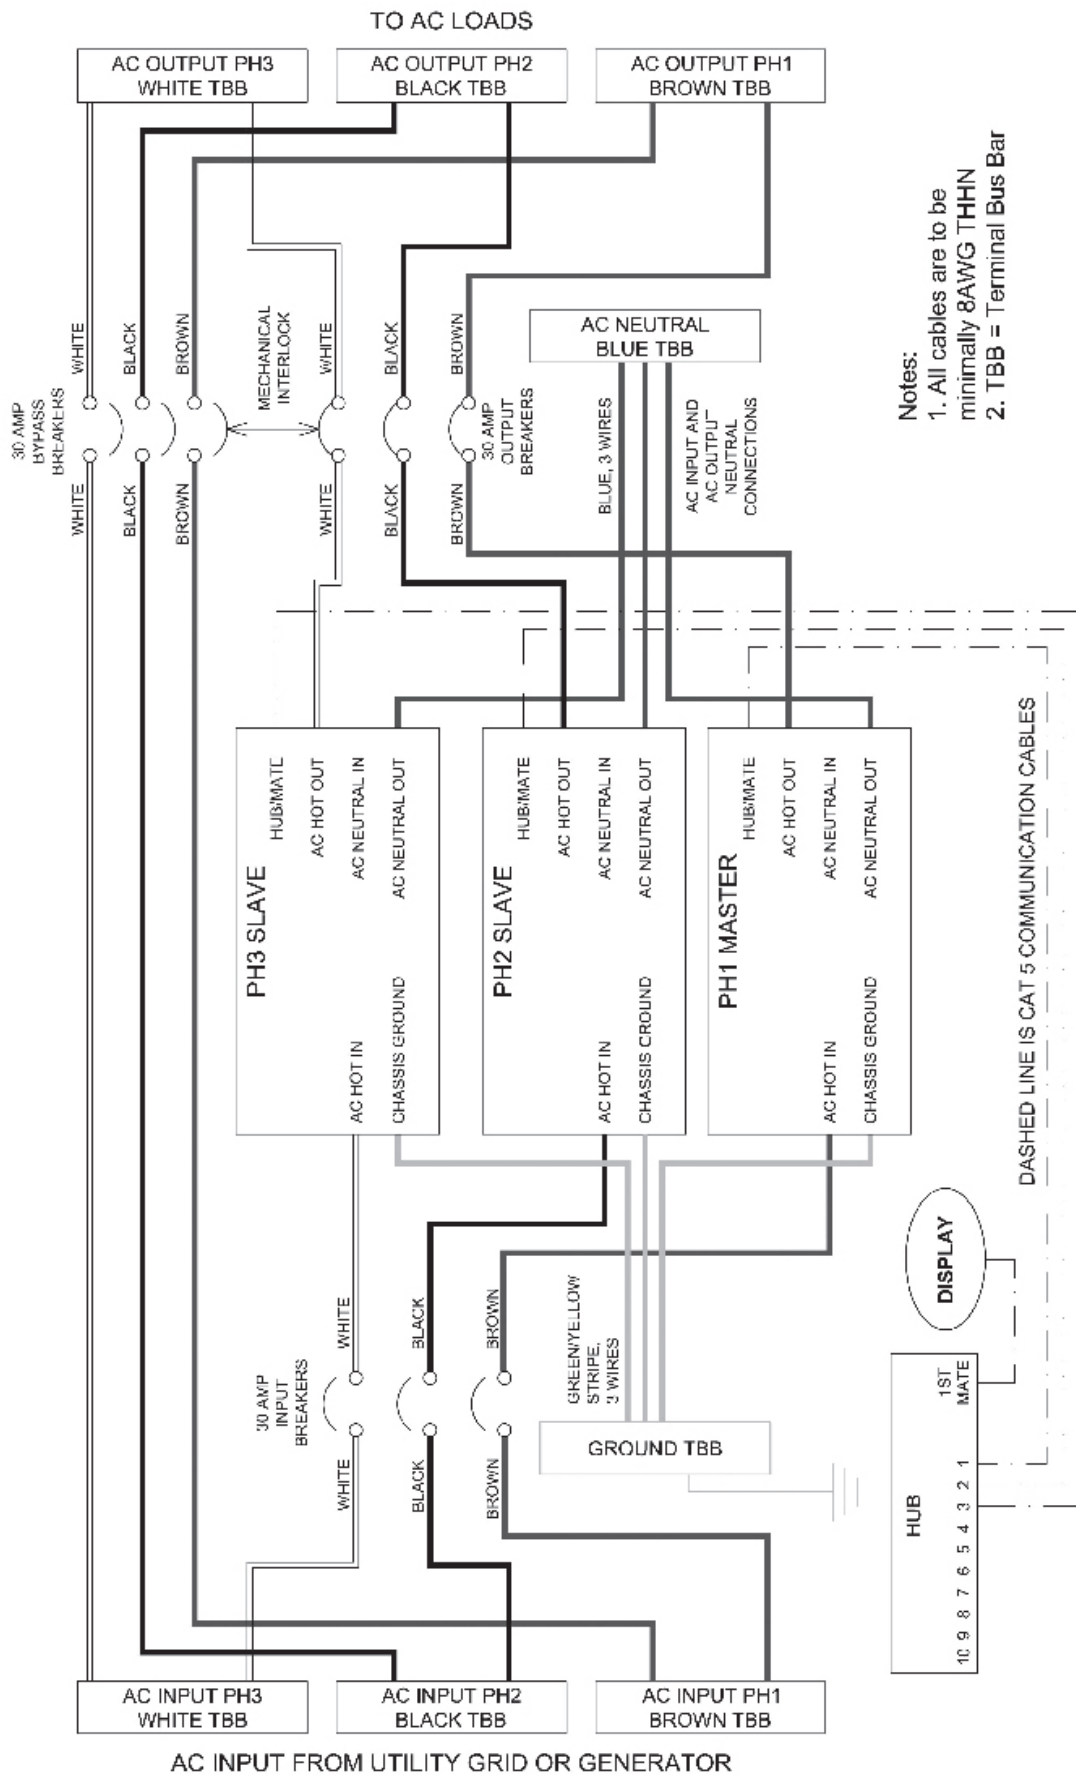 TO AC LOADS
AC OUTPUT PH3
WHITE TBB
AC OUTPUT PH2
BLACK TBB
AC OUTPUT PH1
BROWN TBB
Notes:
1. All cables are to be
minimally 8AWG THHN
2. TBB = Terminal Bus Bar
WHITE
BLACK
BROWN
MECHANICAL
INTERLOCK
WHITE
BLACK
BROWN
30 AMP
BYPASS
BREAKERS
30 AMP
OUTPUT
BREAKERS
WHITE
BLACK
BROWN
WHITE
BLACK
BROWN
AC NEUTRAL
BLUE TBB
BLUE, 3 WIRES
AC INPUT AND
AC OUTPUT
NEUTRAL
CONNECTIONS
PH3 SLAVE
HUB/MATE
AC HOT OUT
AC NEUTRAL IN
AC NEUTRAL OUT
AC HOT IN
CHASSIS GROUND
PH2 SLAVE
HUB/MATE
AC HOT OUT
AC NEUTRAL IN
AC NEUTRAL OUT
AC HOT IN
CHASSIS GROUND
PH1 MASTER
HUB/MATE
AC HOT OUT
AC NEUTRAL IN
AC NEUTRAL OUT
AC HOT IN
CHASSIS GROUND
DASHED LINE IS CAT 5 COMMUNICATION CABLES
WHITE
BLACK
BROWN
30 AMP
INPUT
BREAKERS
WHITE
BLACK
BROWN
GREEN/YELLOW
STRIPE,
3 WIRES
GROUND TBB
DISPLAY
HUB
1ST
MATE
10 9 8 7 6 5 4 3 2 1
AC INPUT PH3
WHITE TBB
AC INPUT PH2
BLACK TBB
AC INPUT PH1
BROWN TBB
AC INPUT FROM UTILITY GRID OR GENERATOR